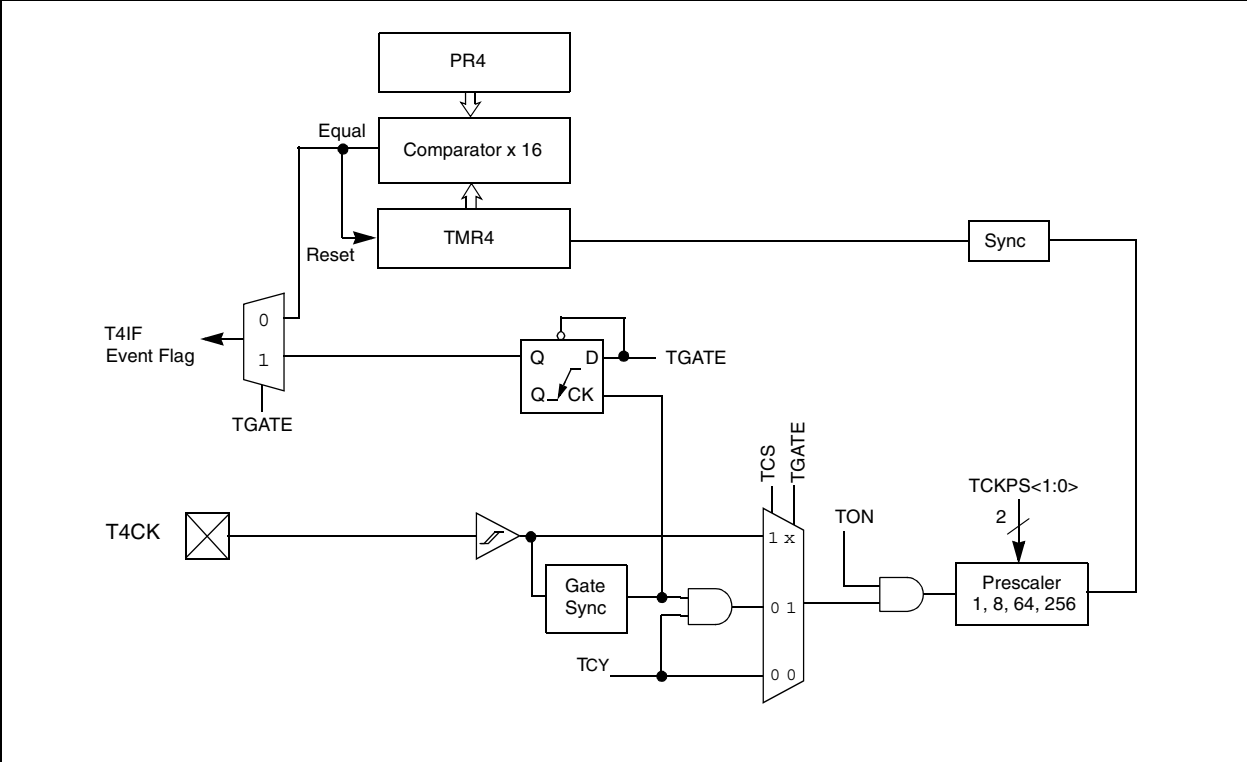 PR4
Equal
Comparator x 16
TMR4
Sync
Reset
0
T4IF
Event Flag
1
Q
D
TGATE
Q
CK
TGATE
TCS
TGATE
TCKPS<1:0>
2
TON
T4CK
1 x
Gate
Sync
Prescaler
1, 8, 64, 256
0 1
TCY
0 0